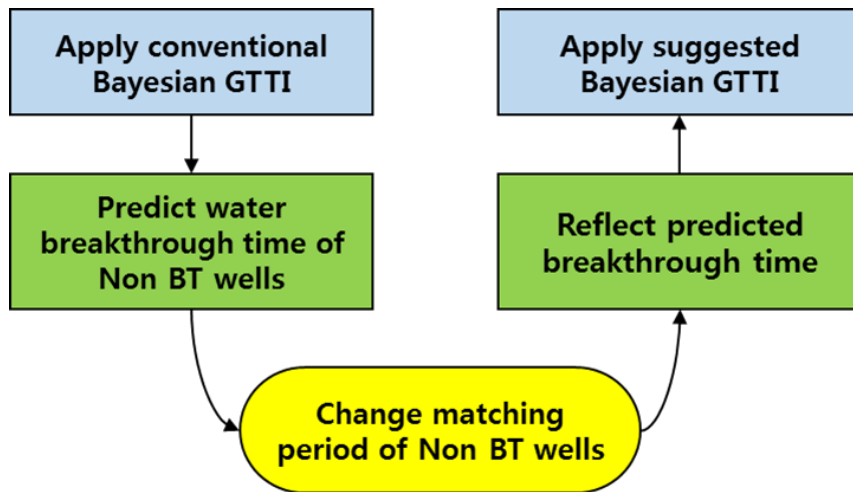 Apply conventional
Bayesian GTTI
Predict water
breakthrough time of
Non BT wells
Change matching
period of Non BT wells
Reflect predicted
breakthrough time
Apply suggested
Bayesian GTTI